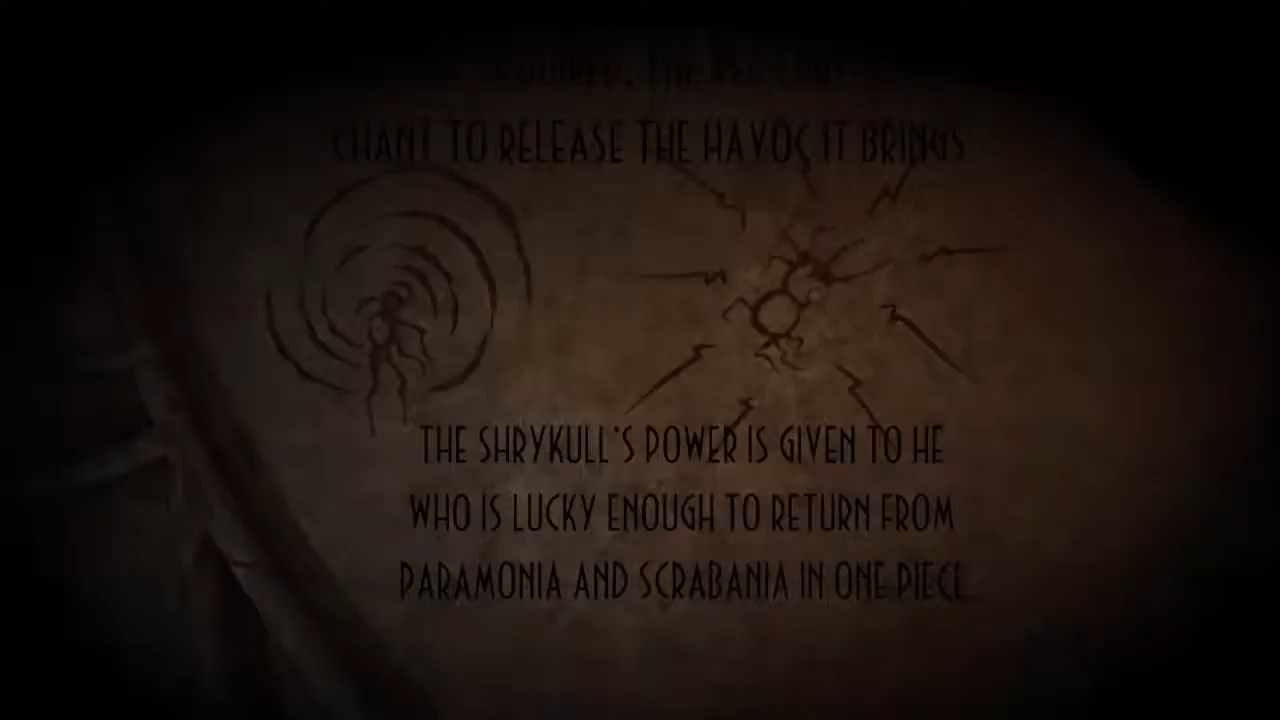 THE
CHANT TO RELEASE THE HAVOC IT BRINGS
THE SHRYKULL'S POWER IS GIVEN TO HE
WHO IS LUCKY ENOUGH TO RETURN FROM
PARAMONIA AND SCRABANIA IN ONE PIECE